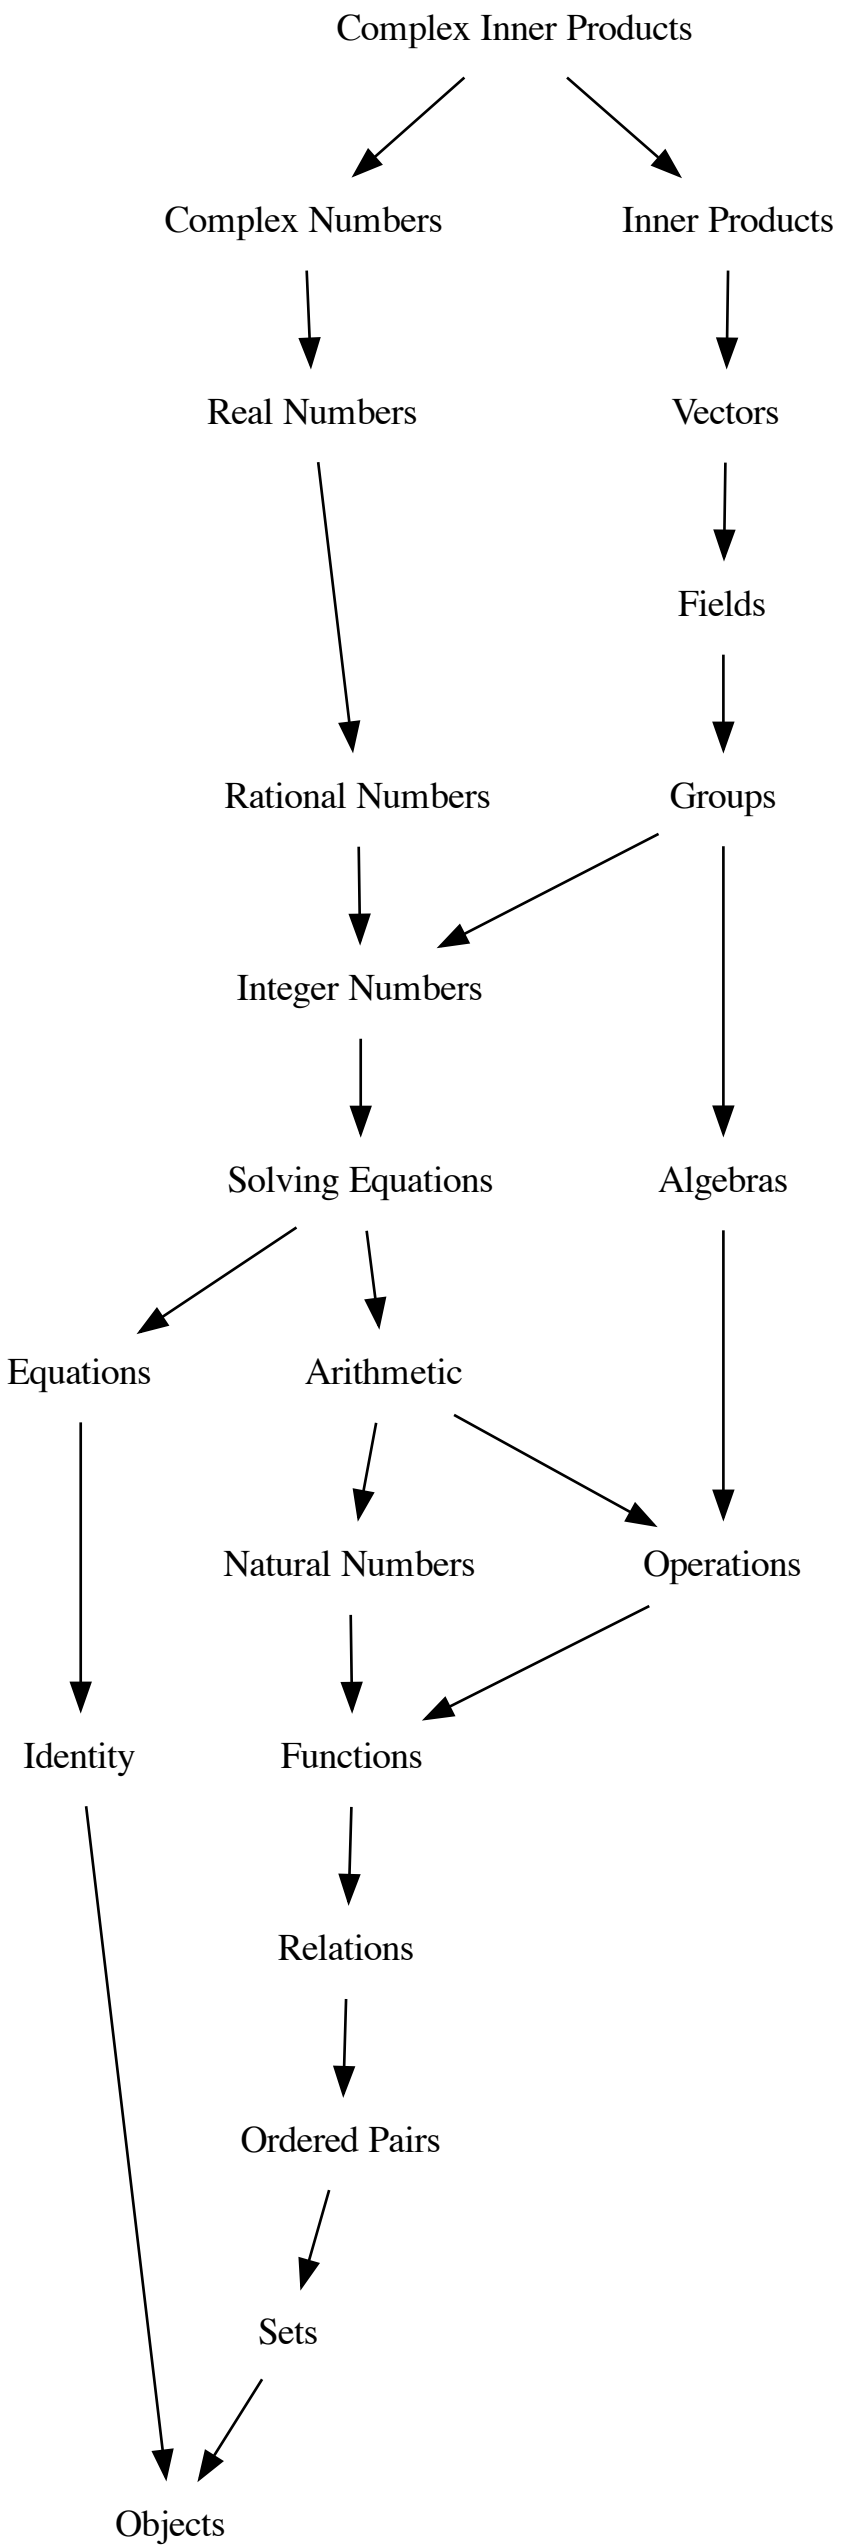 Complex Inner Products
Complex Numbers
Inner Products
Real Numbers
Vectors
Fields
Rational Numbers
Groups
Integer Numbers
Solving Equations
Algebras
Equations
Arithmetic
Natural Numbers
Operations
Identity
Functions
Relations
Ordered Pairs
Sets
Objects